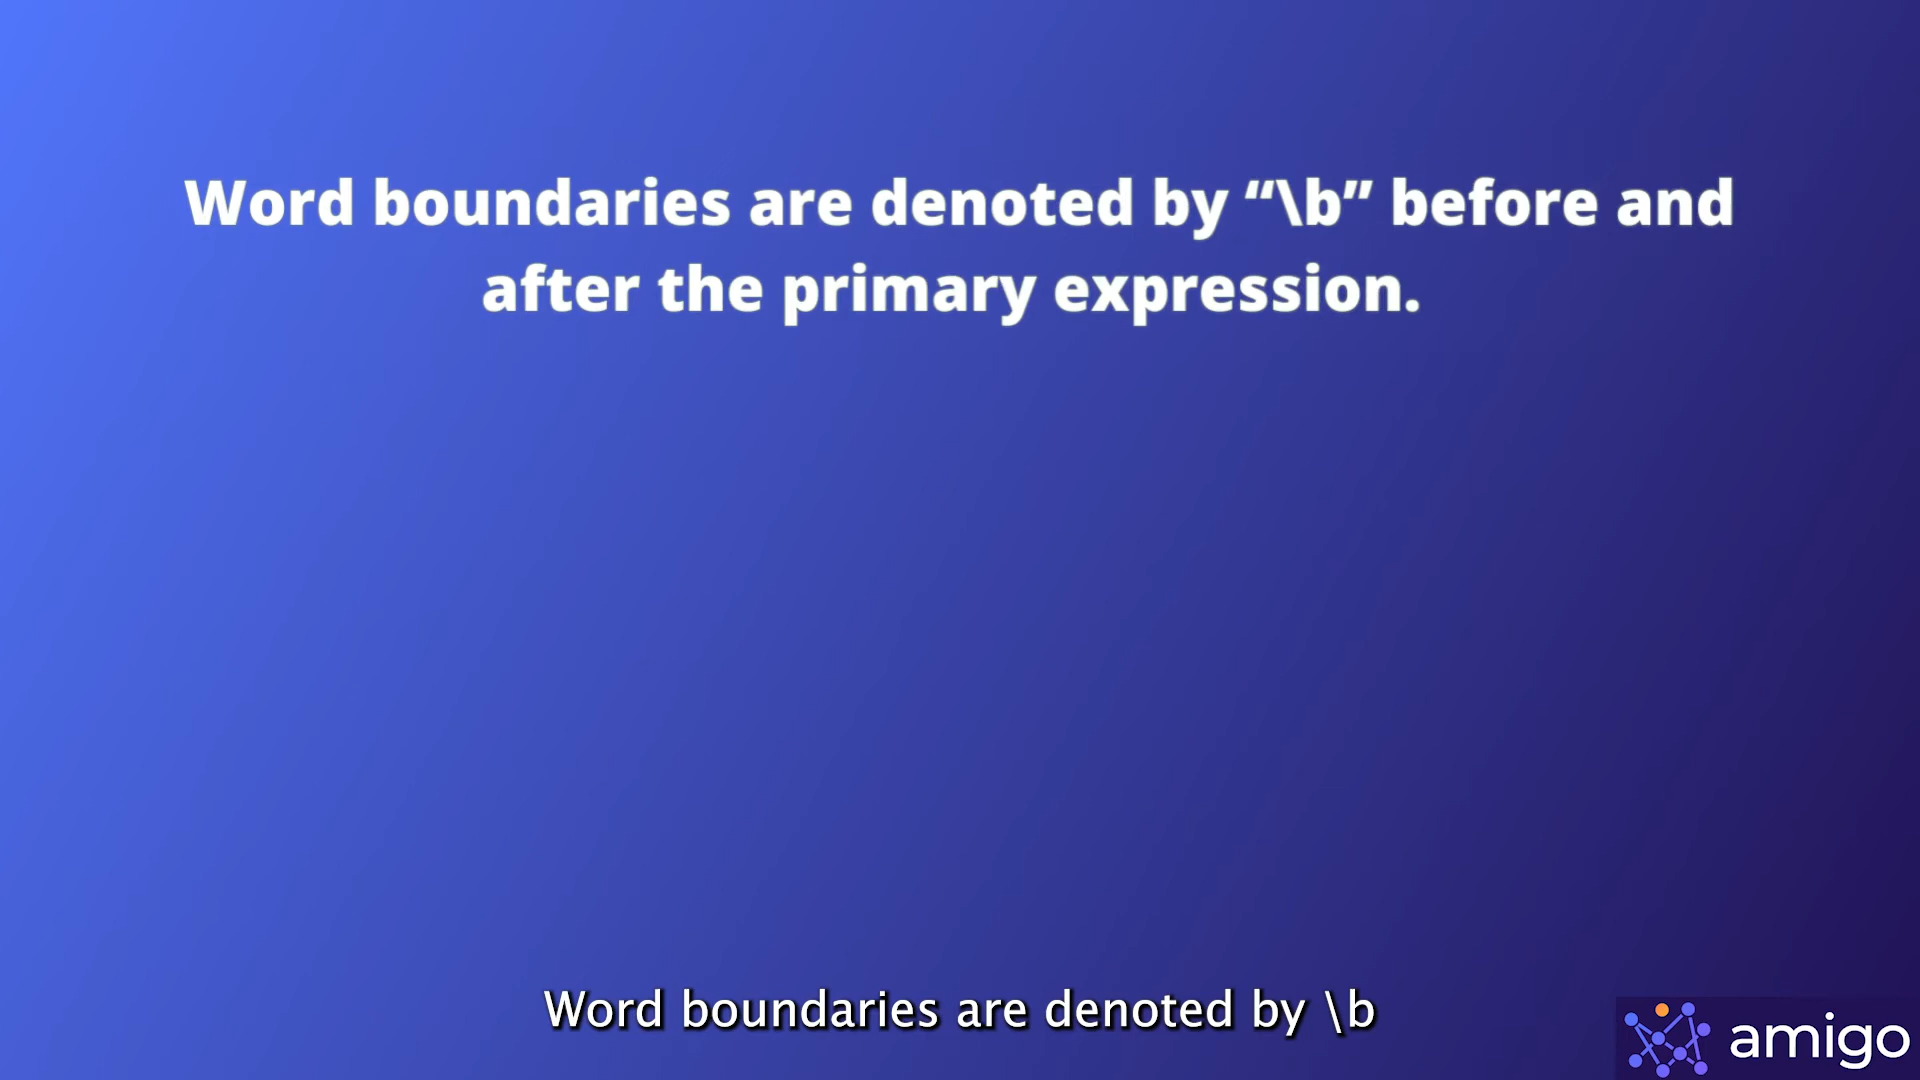 Word boundaries are denoted by “\b” before and
after the primary expression.
Word boundaries are denoted by \b
amigo